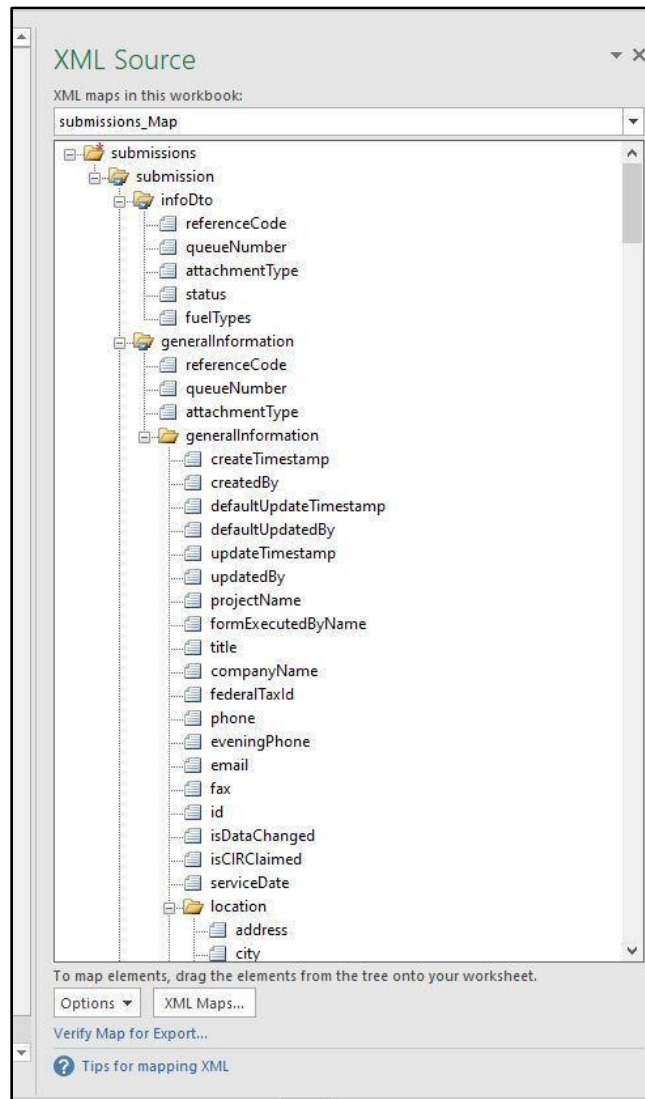 XML Source
XML maps in this workbook:
submissions_Map
submissions
submission
infoDto
referenceCode
queueNumber
attachmentType
status
fuelTypes
generalInformation
referenceCode
queueNumber
attachmentType
generalInformation
createTimestamp
createdBy
defaultUpdateTimestamp
defaultUpdatedBy
updateTimestamp
updatedBy
projectName
formExecutedByName
title
companyName
federalTaxId
phone
eveningPhone
email
fax
id
isDataChanged
isCIRClaimed
serviceDate
location
address
city
To map elements, drag the elements from the tree onto your worksheet.
Options XML Maps...
Verify Map for Export...
? Tips for mapping XML